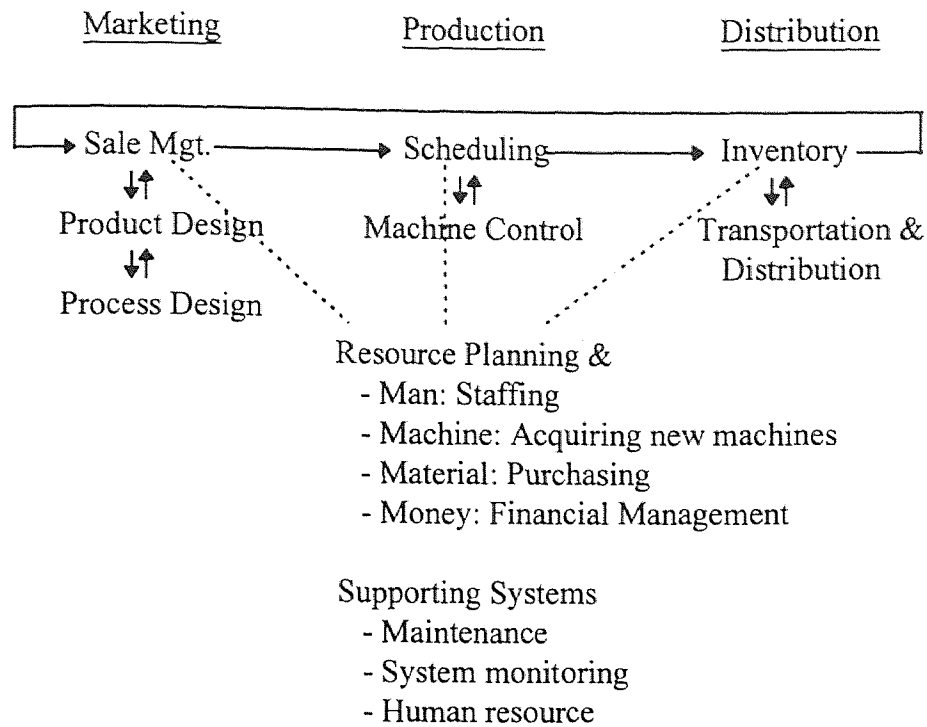 Marketing Production Distribution
Sale Mgt. Scheduling Inventory
Product Design Machine Control Transportation &
Process Design Distribution
Resource Planning &
- Man: Staffing
- Machine: Acquiring new machines
- Material: Purchasing
- Money: Financial Management
Supporting Systems
- Maintenance
- System monitoring
- Human resource